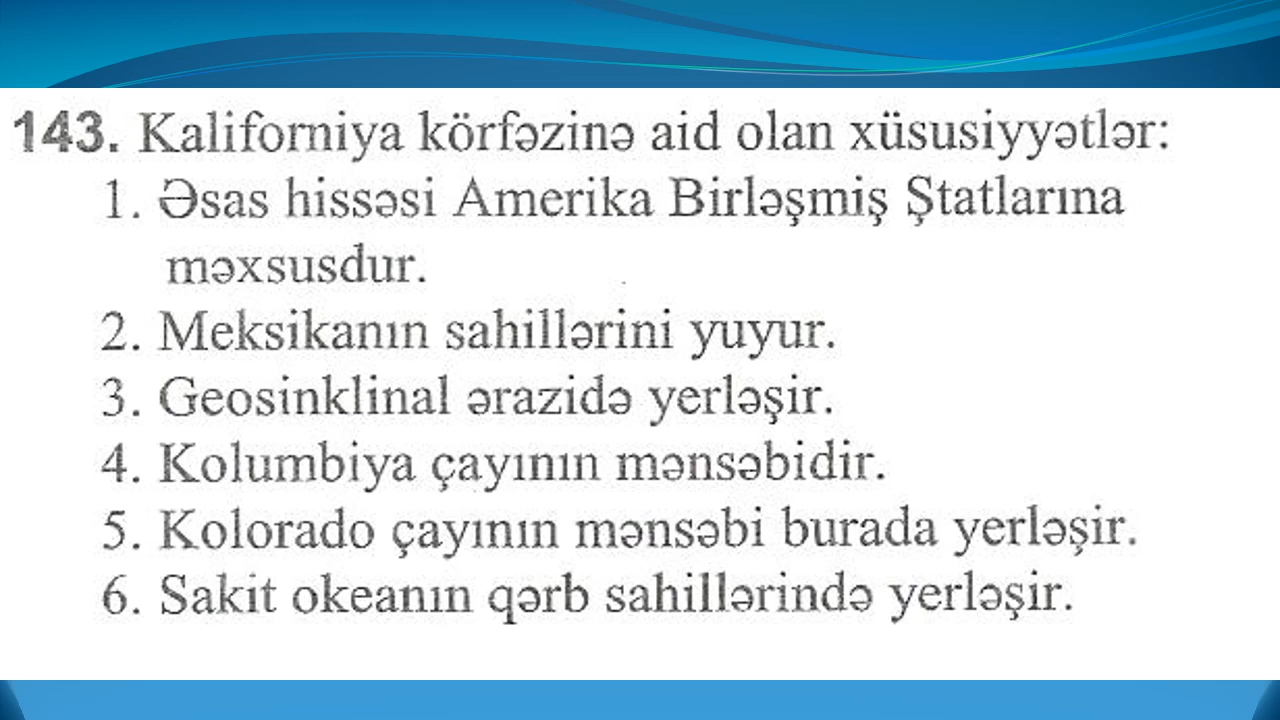 143. Kaliforniya körfəzinə aid olan xüsusiyyətlər:
1. Əsas hissəsi Amerika Birləşmiş Ştatlarına
məxsusdur.
2. Meksikanın sahillərini yuyur.
3. Geosinklinal ərazidə yerləşir.
4. Kolumbiya çayının mənsəbidir.
5. Kolorado çayının mənsəbi burada yerləşir.
6. Sakit okeanın qərb sahillərində yerləşir.